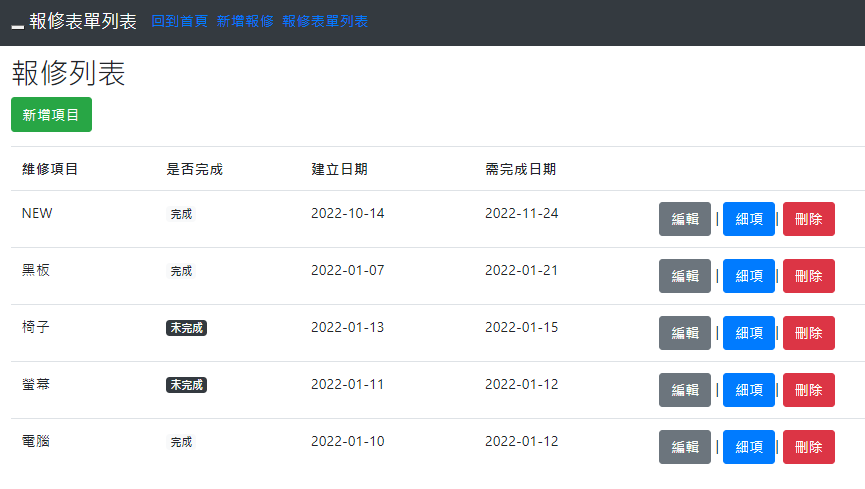 報修表單列表 回到首頁 新增報修 報修表單列表
報修列表
新增項目
維修項目 是否完成 建立日期 需完成日期
NEW 完成 2022-10-14 2022-11-24 編輯 | 細項 | 刪除
黑板 完成 2022-01-07 2022-01-21 編輯 | 細項 | 刪除
椅子 未完成 2022-01-13 2022-01-15 編輯 | 細項 | 刪除
螢幕 未完成 2022-01-11 2022-01-12 編輯 | 細項 | 刪除
電腦 完成 2022-01-10 2022-01-12 編輯 | 細項 | 刪除